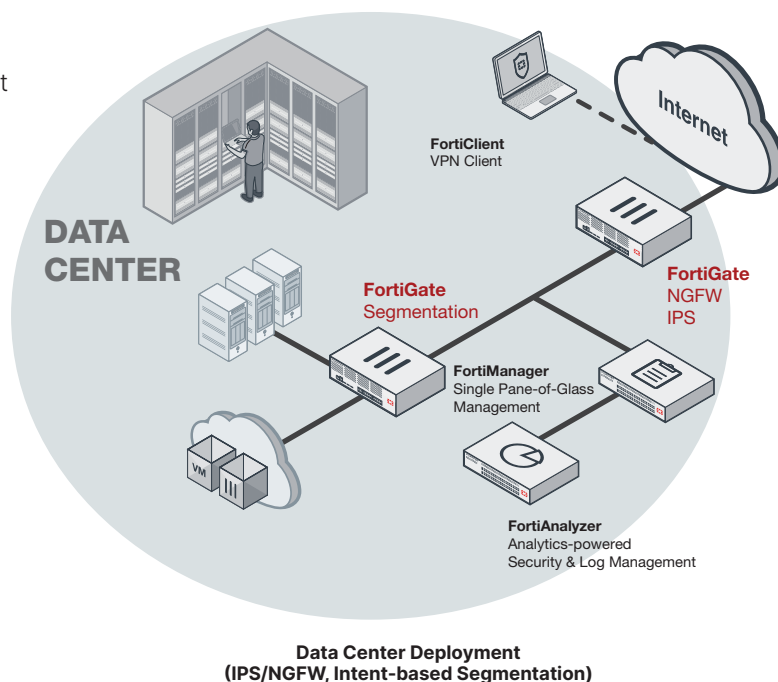 t
Internet
FortiClient
VPN Client
DATA
CENTER
FortiGate
NGFW
IPS
FortiGate
Segmentation
FortiManager
Single Pane-of-Glass
Management
VM
FortiAnalyzer
Analytics-powered
Security & Log Management
Data Center Deployment
(IPS/NGFW, Intent-based Segmentation)